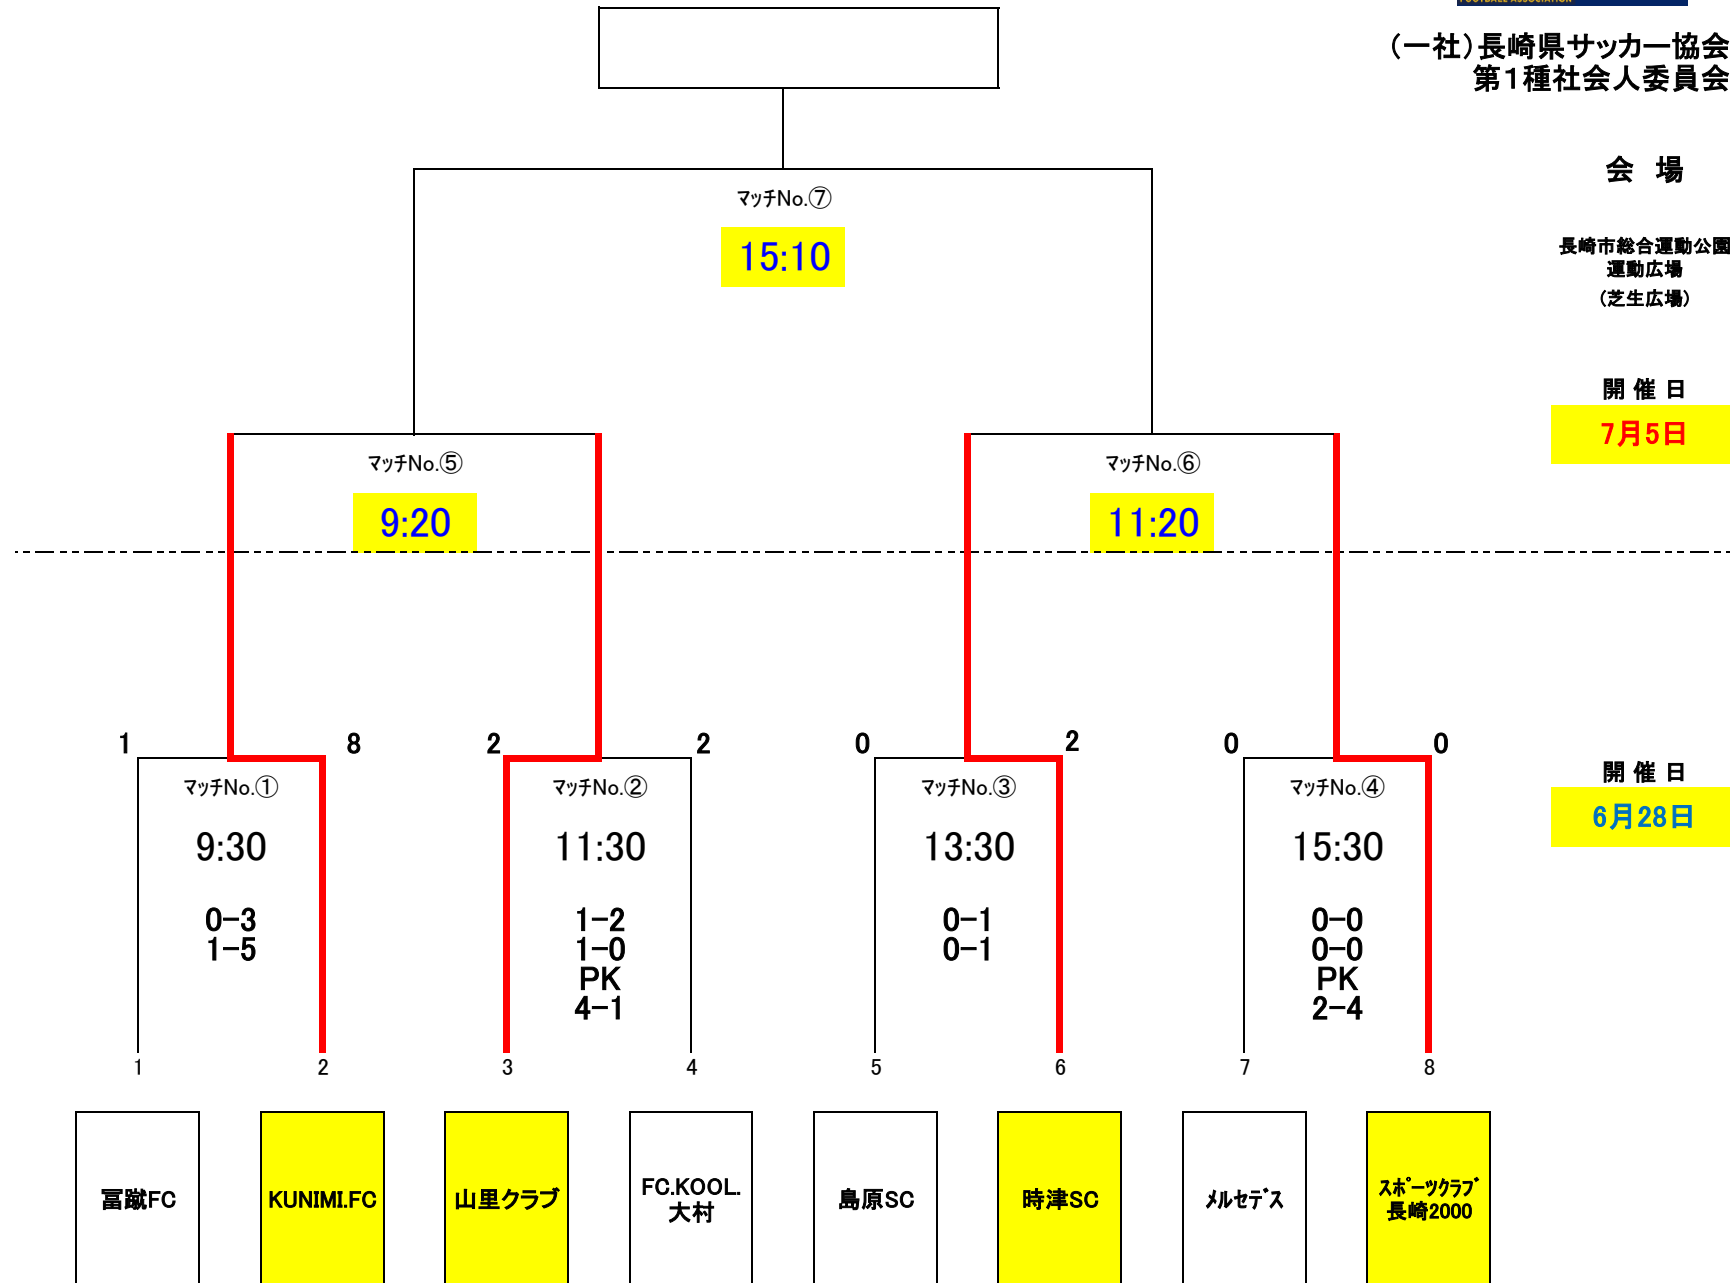 FOOTBALL ASSOCIATION
（一社）長崎県サッカー協会
第１種社会人委員会
会 場
マッチNo.⑦
15:10
長崎市総合運動公園
運動広場
（芝生広場）
開 催 日
7月5日
マッチNo.⑤
マッチNo.⑥
9:20
11:20
1
8
2
2
0
2
0
0
開 催 日
6月28日
マッチNo.①
マッチNo.②
マッチNo.③
マッチNo.④
9:30
11:30
13:30
15:30
0-3
1-5
1-2
1-0
PK
4-1
0-1
0-1
0-0
0-0
PK
2-4
1
2
3
4
5
6
7
8
冨蹴FC
KUNIMI.FC
山里クラブ
FC.KOOL.
大村
島原SC
時津SC
メルセデス
スポーツクラブ
長崎2000